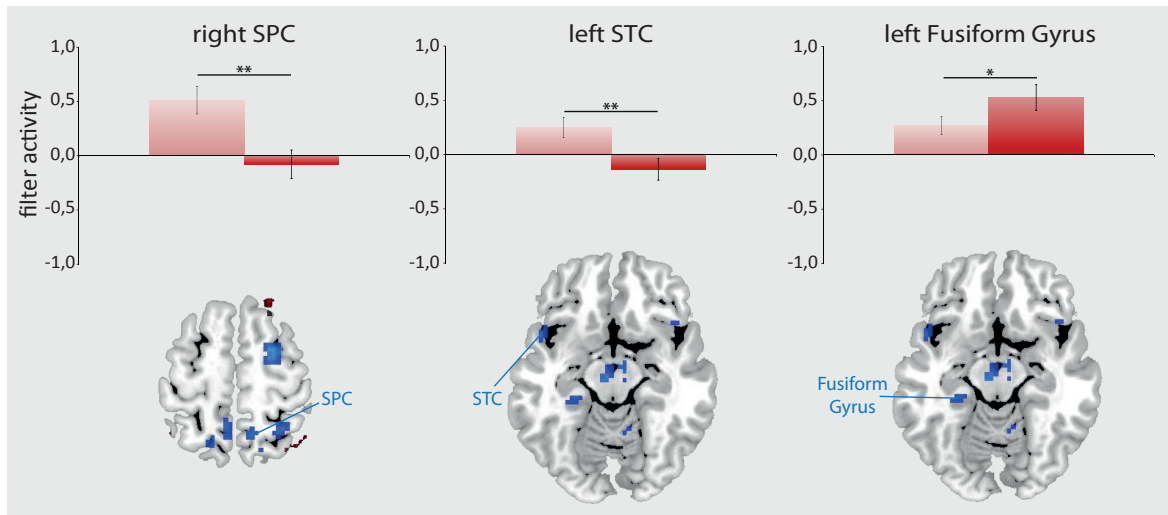 right SPC
left STC
left Fusiform Gyrus
filter activity
1,0
0,5
0,0
-0,5
-1,0
**
1,0
0,5
0,0
-0,5
-1,0
**
1,0
0,5
0,0
-0,5
-1,0
*
SPC
STC
Fusiform
Gyrus